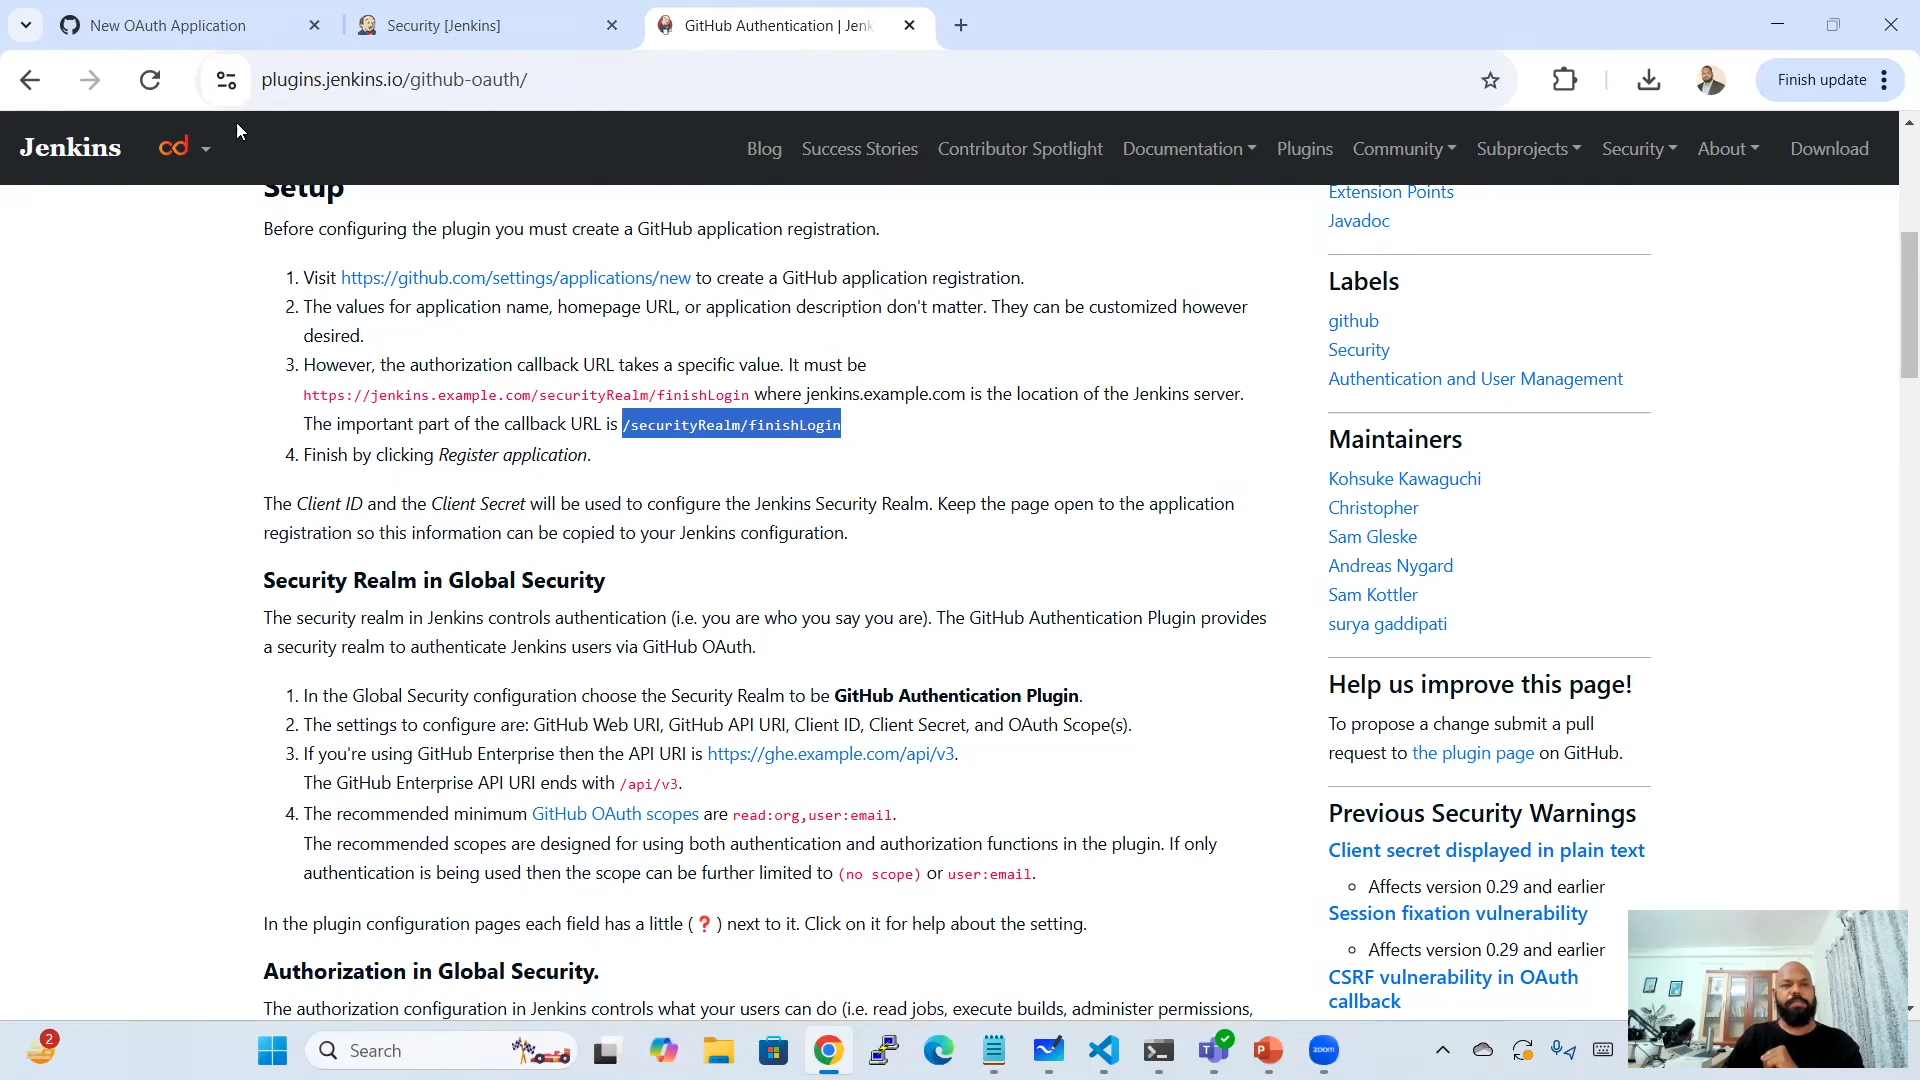 New OAuth Application
Security [Jenkins]
GitHub Authentication | Jenk
plugins.jenkins.io/github-oauth/
Finish update
Jenkins
cd
Blog
Success Stories
Contributor Spotlight
Documentation
Plugins
Community
Subprojects
Security
About
Download
Setup
Before configuring the plugin you must create a GitHub application registration.
1. Visit https://github.com/settings/applications/new to create a GitHub application registration.
2. The values for application name, homepage URL, or application description don't matter. They can be customized however
desired.
3. However, the authorization callback URL takes a specific value. It must be
https://jenkins.example.com/securityRealm/finishLogin where jenkins.example.com is the location of the Jenkins server.
The important part of the callback URL is /securityRealm/finishLogin
4. Finish by clicking Register application.
The Client ID and the Client Secret will be used to configure the Jenkins Security Realm. Keep the page open to the application
registration so this information can be copied to your Jenkins configuration.
Security Realm in Global Security
The security realm in Jenkins controls authentication (i.e. you are who you say you are). The GitHub Authentication Plugin provides
a security realm to authenticate Jenkins users via GitHub OAuth.
1. In the Global Security configuration choose the Security Realm to be GitHub Authentication Plugin.
2. The settings to configure are: GitHub Web URI, GitHub API URI, Client ID, Client Secret, and OAuth Scope(s).
3. If you're using GitHub Enterprise then the API URI is https://ghe.example.com/api/v3.
The GitHub Enterprise API URI ends with /api/v3.
4. The recommended minimum GitHub OAuth scopes are read:org,user:email.
The recommended scopes are designed for using both authentication and authorization functions in the plugin. If only
authentication is being used then the scope can be further limited to (no scope) or user:email.
In the plugin configuration pages each field has a little (❓) next to it. Click on it for help about the setting.
Authorization in Global Security.
The authorization configuration in Jenkins controls what your users can do (i.e. read jobs, execute builds, administer permissions,
Extension Points
Javadoc
Labels
github
Security
Authentication and User Management
Maintainers
Kohsuke Kawaguchi
Christopher
Sam Gleske
Andreas Nygard
Sam Kottler
surya gaddipati
Help us improve this page!
To propose a change submit a pull
request to the plugin page on GitHub.
Previous Security Warnings
Client secret displayed in plain text
Affects version 0.29 and earlier
Session fixation vulnerability
Affects version 0.29 and earlier
CSRF vulnerability in OAuth
callback
2
Search
zoom